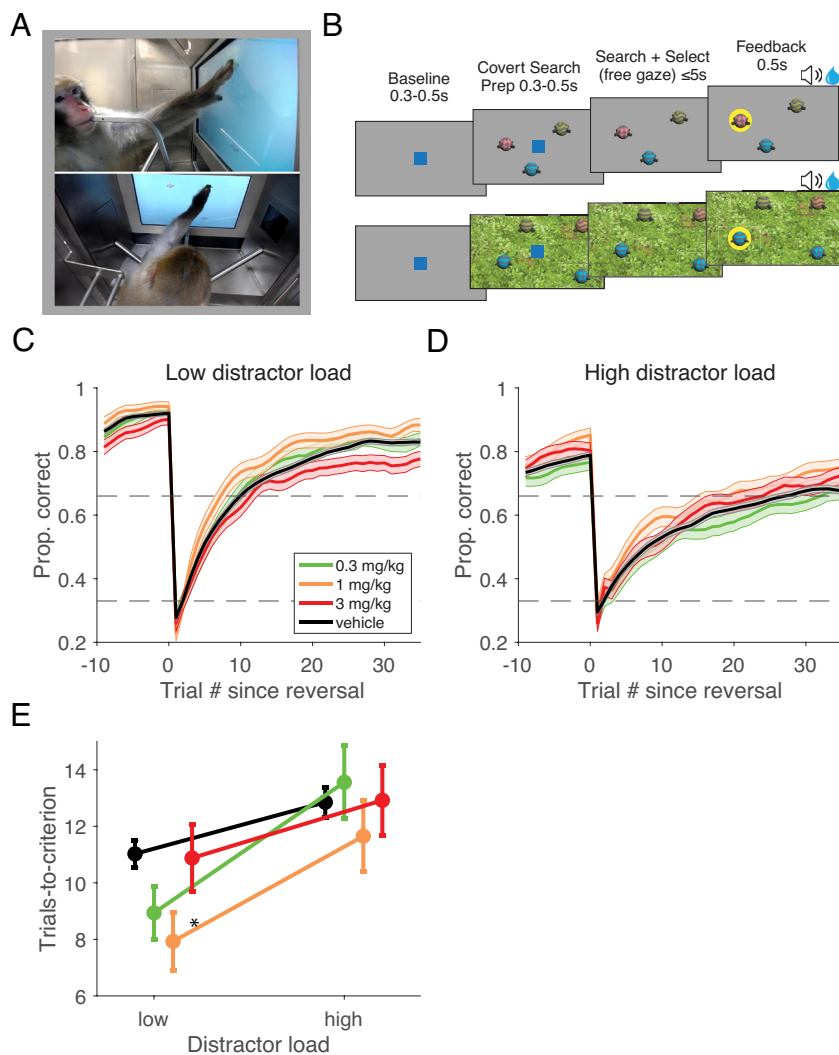 A
B
Baseline
0.3-0.5s
Covert Search
Prep 0.3-0.5s
Search + Select
(free gaze) ≤5s
Feedback
0.5s
C
Low distractor load
Prop. correct
1
0.8
0.6
0.4
0.2
-10
0
10
20
30
Trial # since reversal
0.3 mg/kg
1 mg/kg
3 mg/kg
vehicle
D
High distractor load
Prop. correct
1
0.8
0.6
0.4
0.2
-10
0
10
20
30
Trial # since reversal
E
Trials-to-criterion
14
12
10
8
6
*
low
high
Distractor load